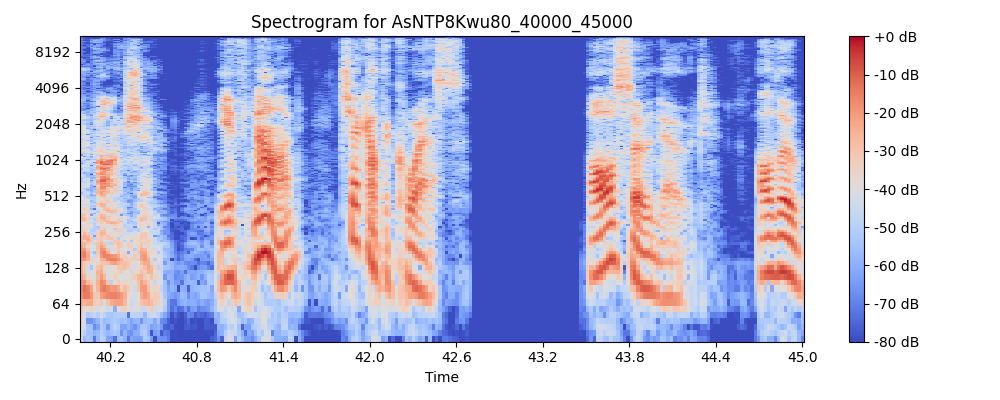 Spectrogram for AsNTP8Kwu80_40000_45000
8192
4096
2048
1024
512
256
128
64
0
Hz
40.2 40.8 41.4 42.0 42.6 43.2 43.8 44.4 45.0
Time
+0 dB
-10 dB
-20 dB
-30 dB
-40 dB
-50 dB
-60 dB
-70 dB
-80 dB